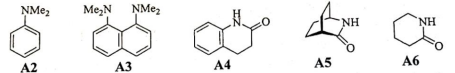 NMe₂ Me₂N NMe₂ H N O NH O NH O
A2 A3 A4 A5 A6